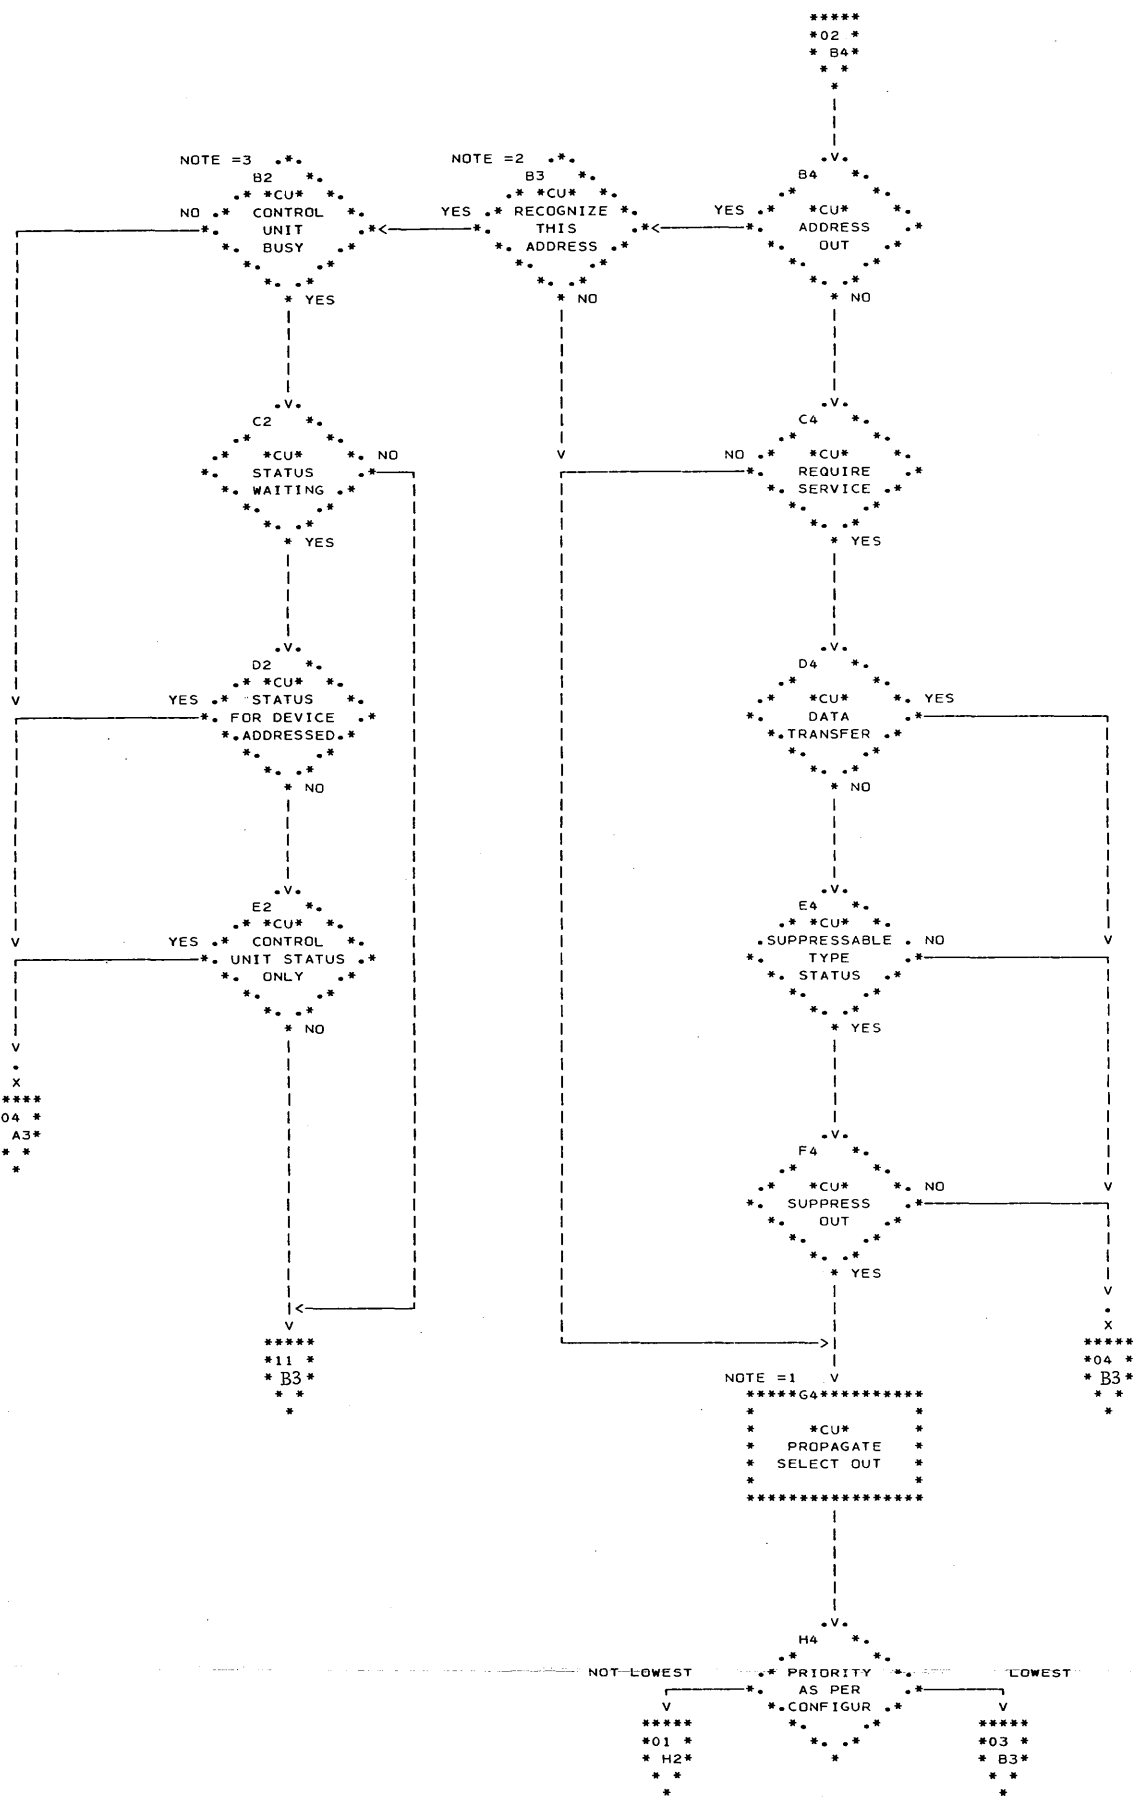 *****
*02 *
* B4*
* *
*
NOTE =3
B2
*CU*
CONTROL
UNIT
BUSY
NO
YES
NOTE =2
B3
*CU*
RECOGNIZE
THIS
ADDRESS
YES
NO
B4
*CU*
ADDRESS
OUT
YES
NO
C2
*CU*
STATUS
WAITING
NO
YES
C4
*CU*
REQUIRE
SERVICE
NO
YES
D2
*CU*
STATUS
FOR DEVICE
ADDRESSED
YES
NO
D4
*CU*
DATA
TRANSFER
YES
NO
E2
*CU*
CONTROL
UNIT STATUS
ONLY
YES
NO
E4
*CU*
SUPPRESSABLE
TYPE
STATUS
NO
YES
X
****
04 *
A3*
* *
*
F4
*CU*
SUPPRESS
OUT
NO
YES
*****
*11 *
* B3*
* *
*
X
*****
*04 *
* B3*
* *
*
NOTE =1
*****G4**********
*CU*
PROPAGATE
SELECT OUT
*****************
H4
PRIORITY
AS PER
CONFIGUR
NOT LOWEST
LOWEST
*****
*01 *
* H2*
* *
*
*****
*03 *
* B3*
* *
*